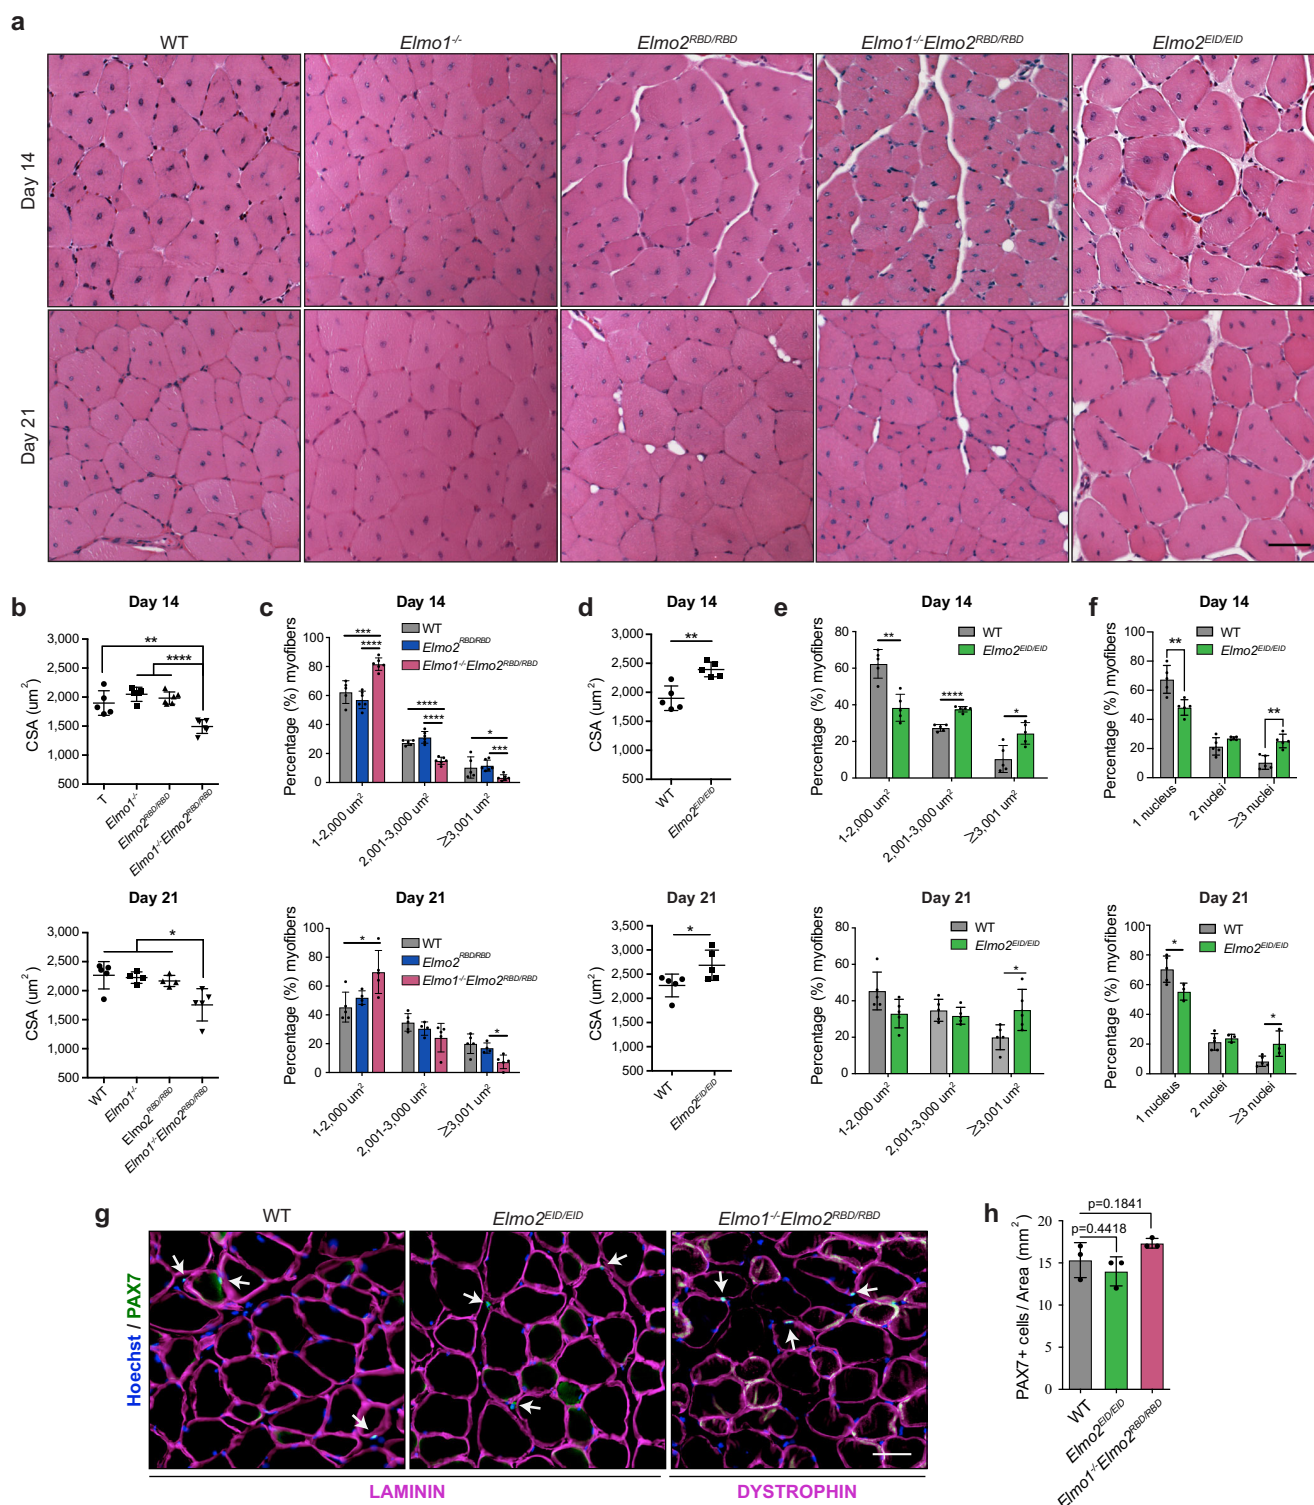 a
WT
Elmo1-/-
Elmo2RBD/RBD
Elmo1-/-Elmo2RBD/RBD
Elmo2EID/EID
Day 14
Day 21
b
Day 14
CSA (um2)
3,000
2,500
2,000
1,500
1,000
500
**
****
T
Elmo1-/-
Elmo2RBD/RBD
Elmo1-/-Elmo2RBD/RBD
Day 21
CSA (um2)
3,000
2,500
2,000
1,500
1,000
500
*
WT
Elmo1-/-
Elmo2RBD/RBD
Elmo1-/-Elmo2RBD/RBD
c
Day 14
Percentage (%) myofibers
100
80
60
40
20
0
WT
Elmo2RBD/RBD
Elmo1-/-Elmo2RBD/RBD
***
****
****
****
*
***
1-2,000 um2
2,001-3,000 um2
≥3,001 um2
Day 21
Percentage (%) myofibers
100
80
60
40
20
0
WT
Elmo2RBD/RBD
Elmo1-/-Elmo2RBD/RBD
*
*
1-2,000 um2
2,001-3,000 um2
≥3,001 um2
d
Day 14
CSA (um2)
3,000
2,500
2,000
1,500
1,000
500
**
WT
Elmo2EID/EID
Day 21
CSA (um2)
3,500
3,000
2,500
2,000
1,500
1,000
500
*
WT
Elmo2EID/EID
e
Day 14
Percentage (%) myofibers
80
60
40
20
0
WT
Elmo2EID/EID
**
****
*
1-2,000 um2
2,001-3,000 um2
≥3,001 um2
Day 21
Percentage (%) myofibers
80
60
40
20
0
WT
Elmo2EID/EID
*
1-2,000 um2
2,001-3,000 um2
≥3,001 um2
f
Day 14
Percentage (%) myofibers
100
80
60
40
20
0
WT
Elmo2EID/EID
**
**
1 nucleus
2 nuclei
≥3 nuclei
Day 21
Percentage (%) myofibers
100
80
60
40
20
0
WT
Elmo2EID/EID
*
*
1 nucleus
2 nuclei
≥3 nuclei
g
WT
Elmo2EID/EID
Elmo1-/-Elmo2RBD/RBD
Hoechst / PAX7
LAMININ
DYSTROPHIN
h
p=0.1841
p=0.4418
PAX7+ cells / Area (mm2)
20
15
10
5
0
WT
Elmo2EID/EID
Elmo1-/-Elmo2RBD/RBD